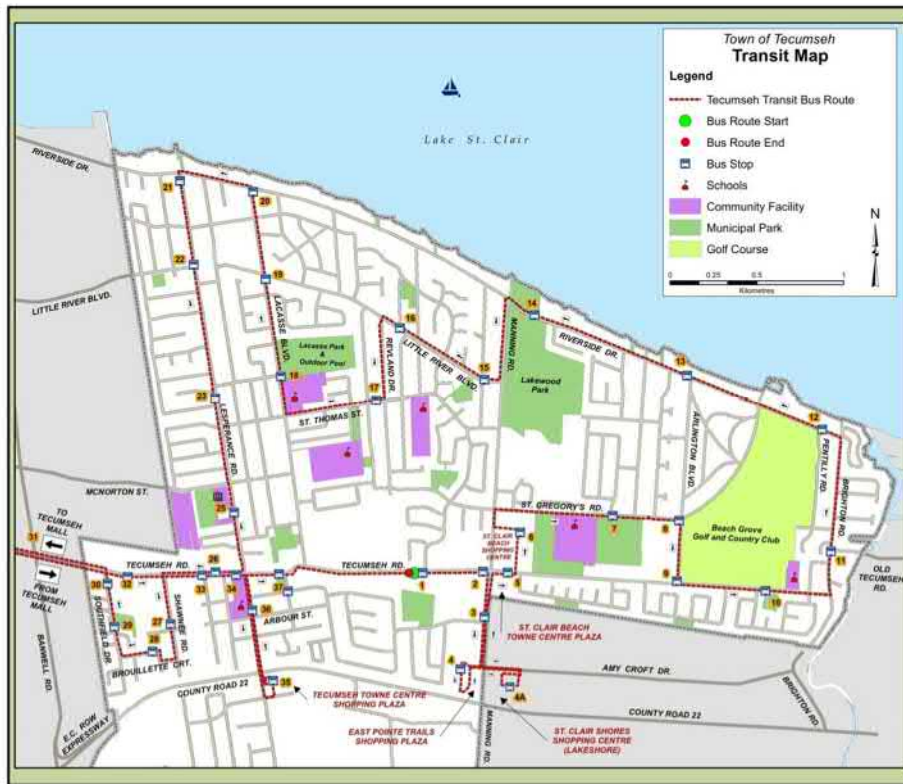 Town of Tecumseh
Transit Map
Legend
Tecumseh Transit Bus Route
Bus Route Start
Bus Route End
Bus Stop
Schools
Community Facility
Municipal Park
Golf Course
N
0 0.25 0.5 1
Kilometres
Lake St. Clair
RIVERSIDE DR.
21
20
22
19
LITTLE RIVER BLVD.
LACASSE BLVD.
16
14
RIVERSIDE DR.
MANNING RD.
Lacasse Park
& Outdoor Pool
REVLAND DR.
LITTLE RIVER BLVD.
15
13
18
17
Lakewood
Park
23
ST. THOMAS ST.
LESPERANCE RD.
ARLINGTON BLVD.
12
PENTILLY RD.
BRIGHTON RD.
MCNORTON ST.
25
ST. GREGORY'S RD.
7
8
Beach Grove
Golf and Country Club
TO
TECUMSEH
MALL
31
ST. CLAIR
BEACH
SHOPPING
CENTRE
6
11
OLD
TECUMSEH
RD.
TECUMSEH RD.
26
TECUMSEH RD.
FROM
TECUMSEH
MALL
30
32
33
34
37
1
2
5
9
10
SOUTHFIELD DR.
SHAWNEE RD.
36
ARBOUR ST.
3
29
27
28
ST. CLAIR BEACH
TOWNE CENTRE PLAZA
BROUILLETTE CRT.
BANWELL RD.
4
AMY CROFT DR.
COUNTY ROAD 22
35
4A
BRIGHTON RD.
TECUMSEH TOWNE CENTRE
SHOPPING PLAZA
COUNTY ROAD 22
E.C. ROW
EXPRESSWAY
EAST POINTE TRAILS
SHOPPING PLAZA
MANNING RD.
ST. CLAIR SHORES
SHOPPING CENTRE
(LAKESHORE)